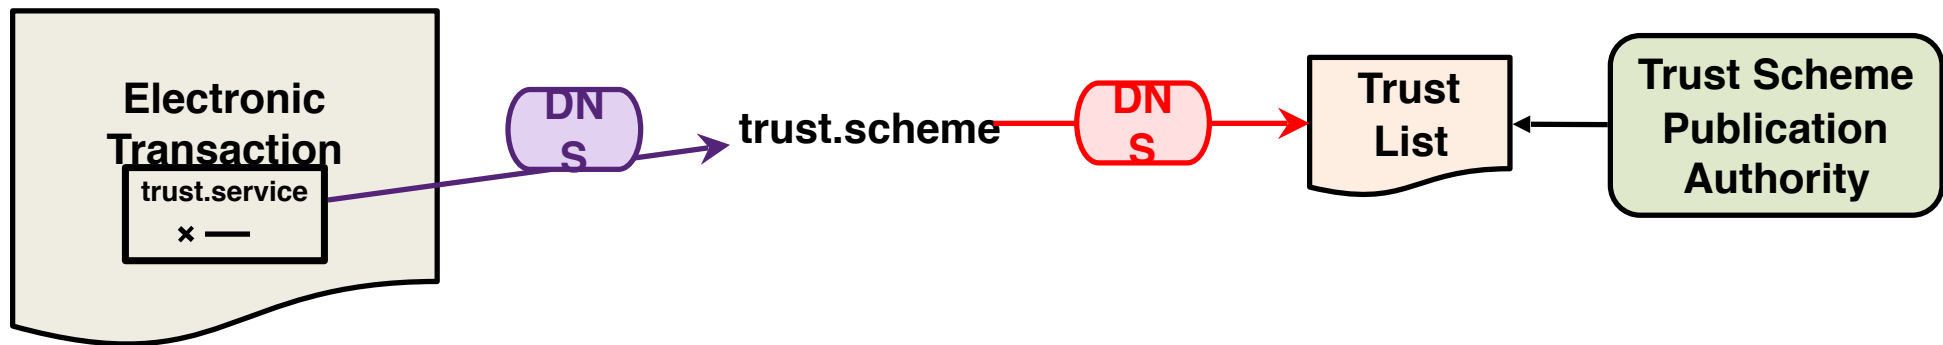 Electronic
Transaction
trust.service
× —
DN
S
trust.scheme
DN
S
Trust
List
Trust Scheme
Publication
Authority